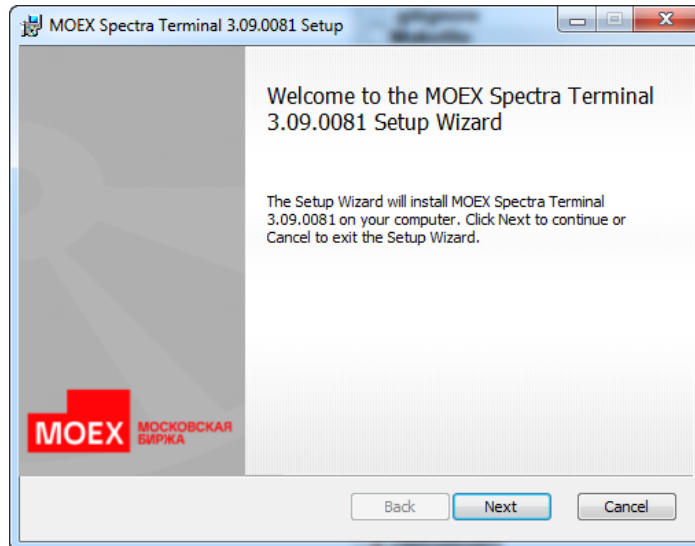 MOEX Spectra Terminal 3.09.0081 Setup
Welcome to the MOEX Spectra Terminal
3.09.0081 Setup Wizard
The Setup Wizard will install MOEX Spectra Terminal
3.09.0081 on your computer. Click Next to continue or
Cancel to exit the Setup Wizard.
MOEX МОСКОВСКАЯ
БИРЖА
Back Next Cancel